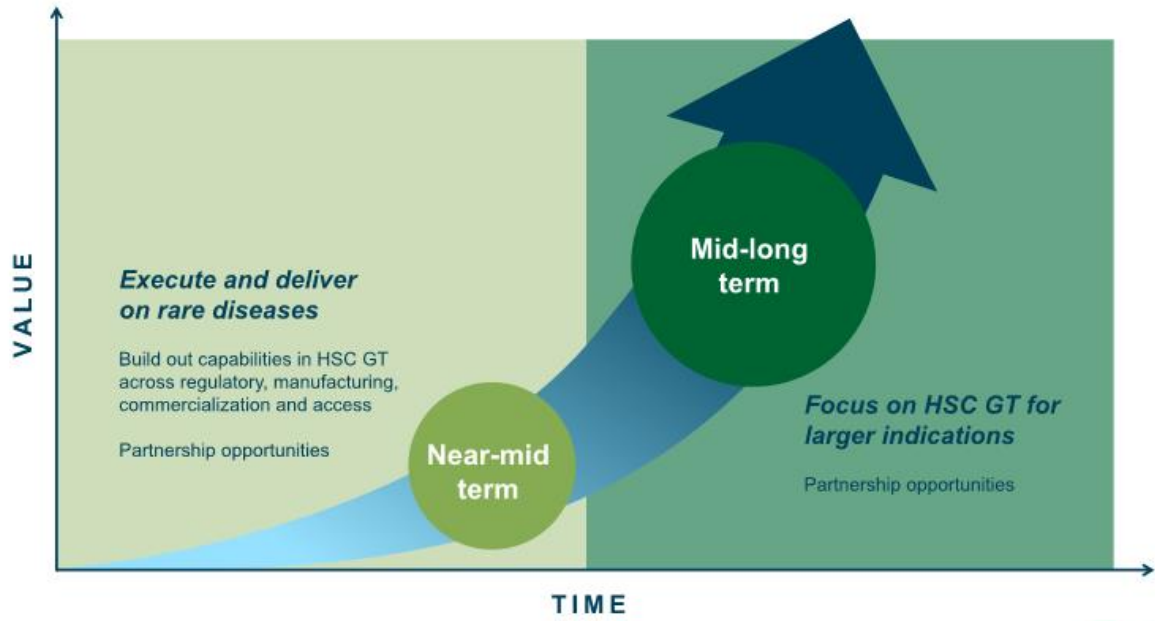 VALUE
Execute and deliver
on rare diseases
Build out capabilities in HSC GT
across regulatory, manufacturing,
commercialization and access
Partnership opportunities
Near-mid
term
Mid-long
term
Focus on HSC GT for
larger indications
Partnership opportunities
TIME